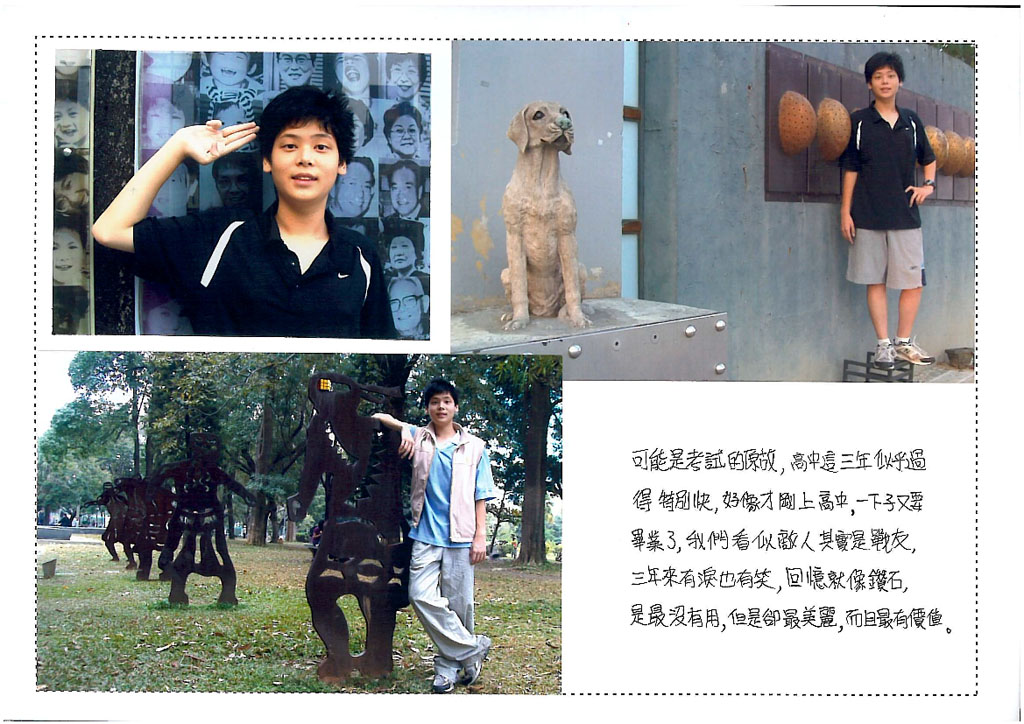 可能是考試的原故，高中這三年似乎過
得特別快，好像才剛上高中，一下子又要
畢業了，我們看似敵人其實是戰友，
三年來有淚也有笑，回憶就像鑽石，
是最沒有用，但是卻最美麗，而且最有價值。